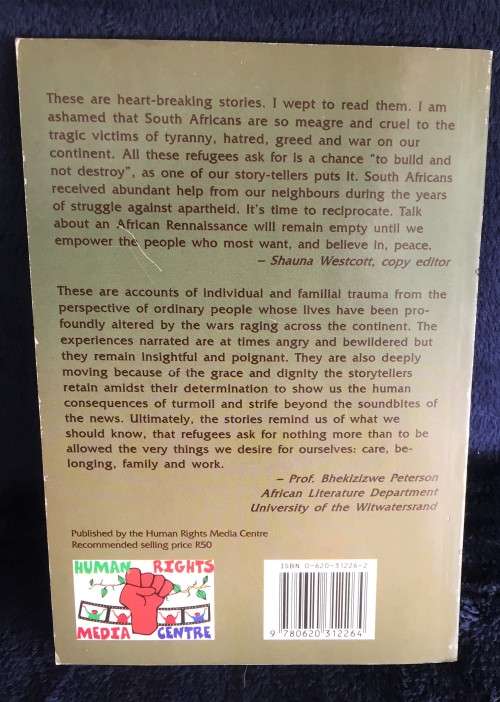 These are heart-breaking stories. I wept to read them. I am
ashamed that South Africans are so meagre and cruel to the
tragic victims of tyranny, hatred, greed and war on our
continent. All these refugees ask for is a chance "to build and
not destroy", as one of our story-tellers puts it. South Africans
received abundant help from our neighbours during the years
of struggle against apartheid. It's time to reciprocate. Talk
about an African Rennaissance will remain empty until we
empower the people who most want, and believe in, peace.
– Shauna Westcott, copy editor
These are accounts of individual and familial trauma from the
perspective of ordinary people whose lives have been pro-
foundly altered by the wars raging across the continent. The
experiences narrated are at times angry and bewildered but
they remain insightful and poignant. They are also deeply
moving because of the grace and dignity the storytellers
retain amidst their determination to show us the human
consequences of turmoil and strife beyond the soundbites of
the news. Ultimately, the stories remind us of what we
should know, that refugees ask for nothing more than to be
allowed the very things we desire for ourselves: care, be-
longing, family and work.
– Prof. Bhekizizwe Peterson
African Literature Department
University of the Witwatersrand
Published by the Human Rights Media Centre
Recommended selling price R50
HUMAN RIGHTS
MEDIA CENTRE
ISBN 0-620-31226-2
9 780620 312264